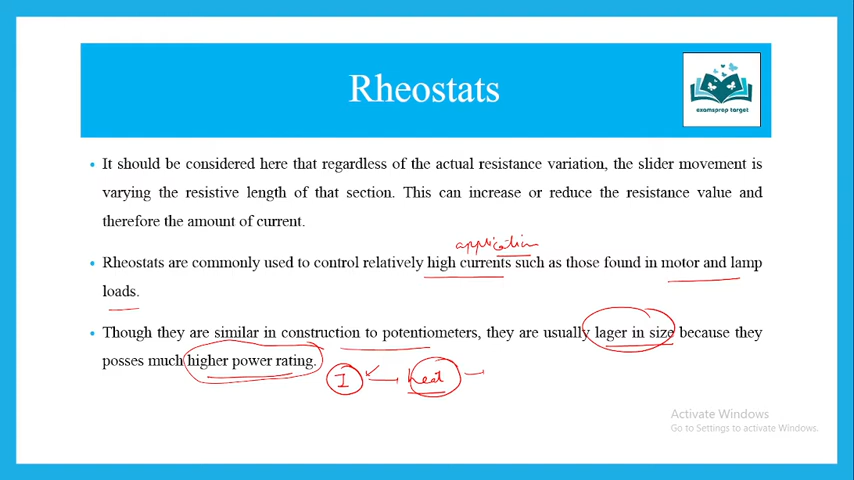 Rheostats
examsprep target
• It should be considered here that regardless of the actual resistance variation, the slider movement is
varying the resistive length of that section. This can increase or reduce the resistance value and
therefore the amount of current.
application
• Rheostats are commonly used to control relatively high currents such as those found in motor and lamp
loads.
• Though they are similar in construction to potentiometers, they are usually lager in size because they
posses much higher power rating.
I heat
Activate Windows
Go to Settings to activate Windows.